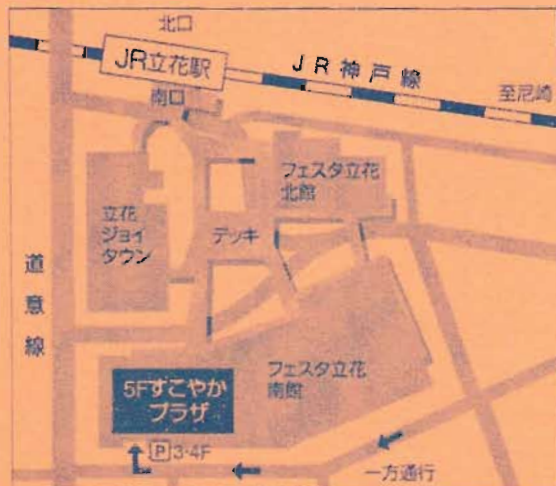 北口
JR立花駅
JR神戸線
至尼崎
南口
フェスタ立花
北館
立花
ジョイ
タウン
デッキ
道意線
フェスタ立花
南館
5Fすこやか
プラザ
P3・4F
一方通行